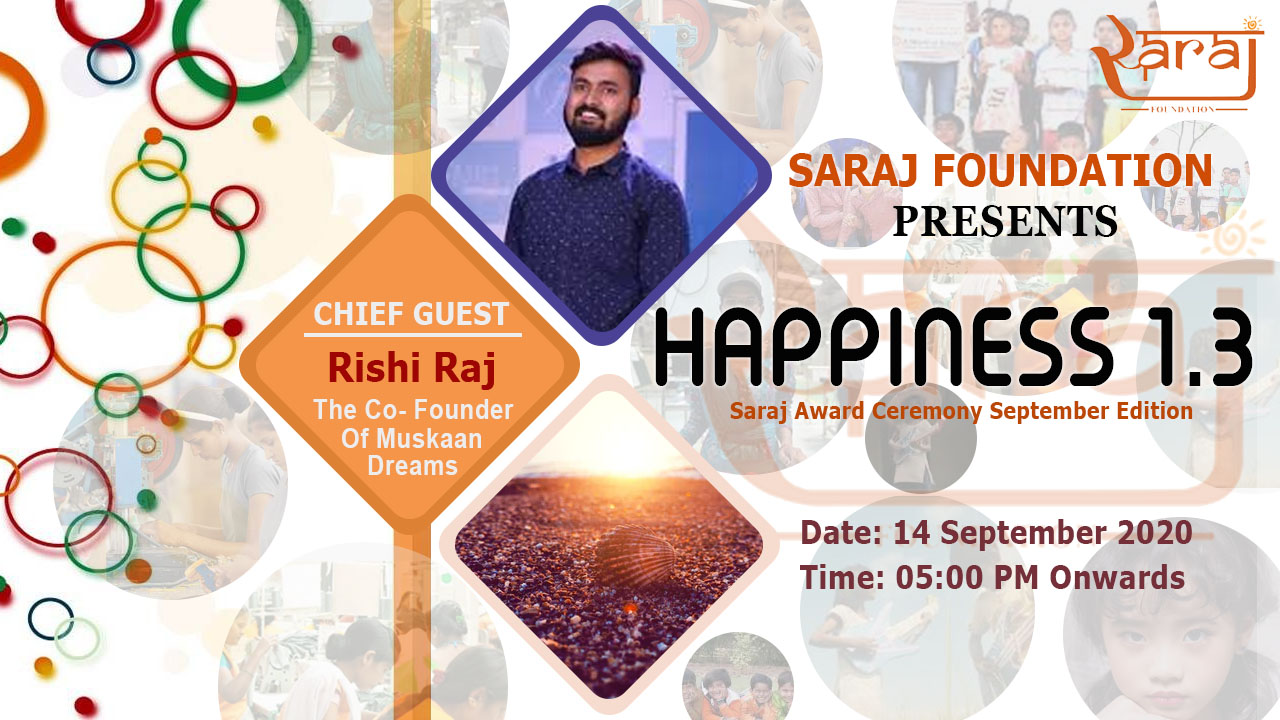 Saraj
FOUNDATION
SARAJ FOUNDATION
PRESENTS
HAPPINESS 1.3
Saraj Award Ceremony September Edition
CHIEF GUEST
Rishi Raj
The Co- Founder
Of Muskaan
Dreams
Date: 14 September 2020
Time: 05:00 PM Onwards